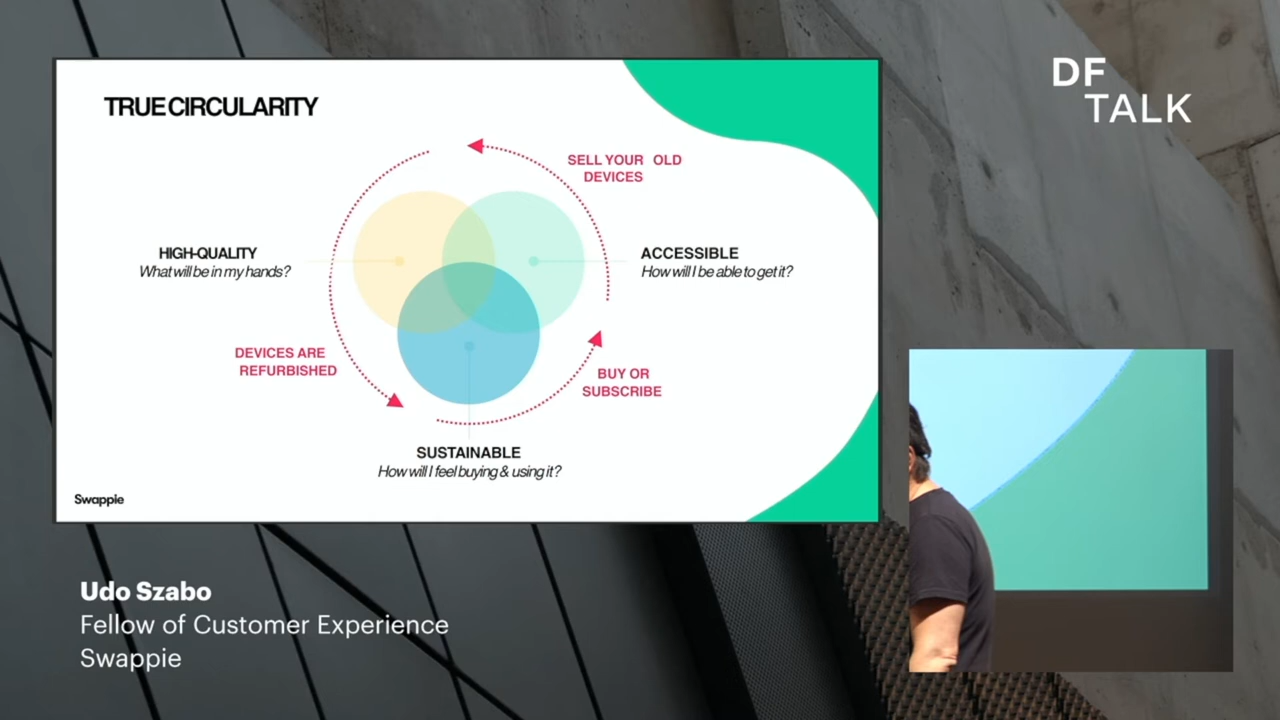 DF
TALK
TRUE CIRCULARITY
SELL YOUR OLD
DEVICES
HIGH-QUALITY
What will be in my hands?
ACCESSIBLE
How will I be able to get it?
DEVICES ARE
REFURBISHED
BUY OR
SUBSCRIBE
SUSTAINABLE
How will I feel buying & using it?
Swappie
Udo Szabo
Fellow of Customer Experience
Swappie